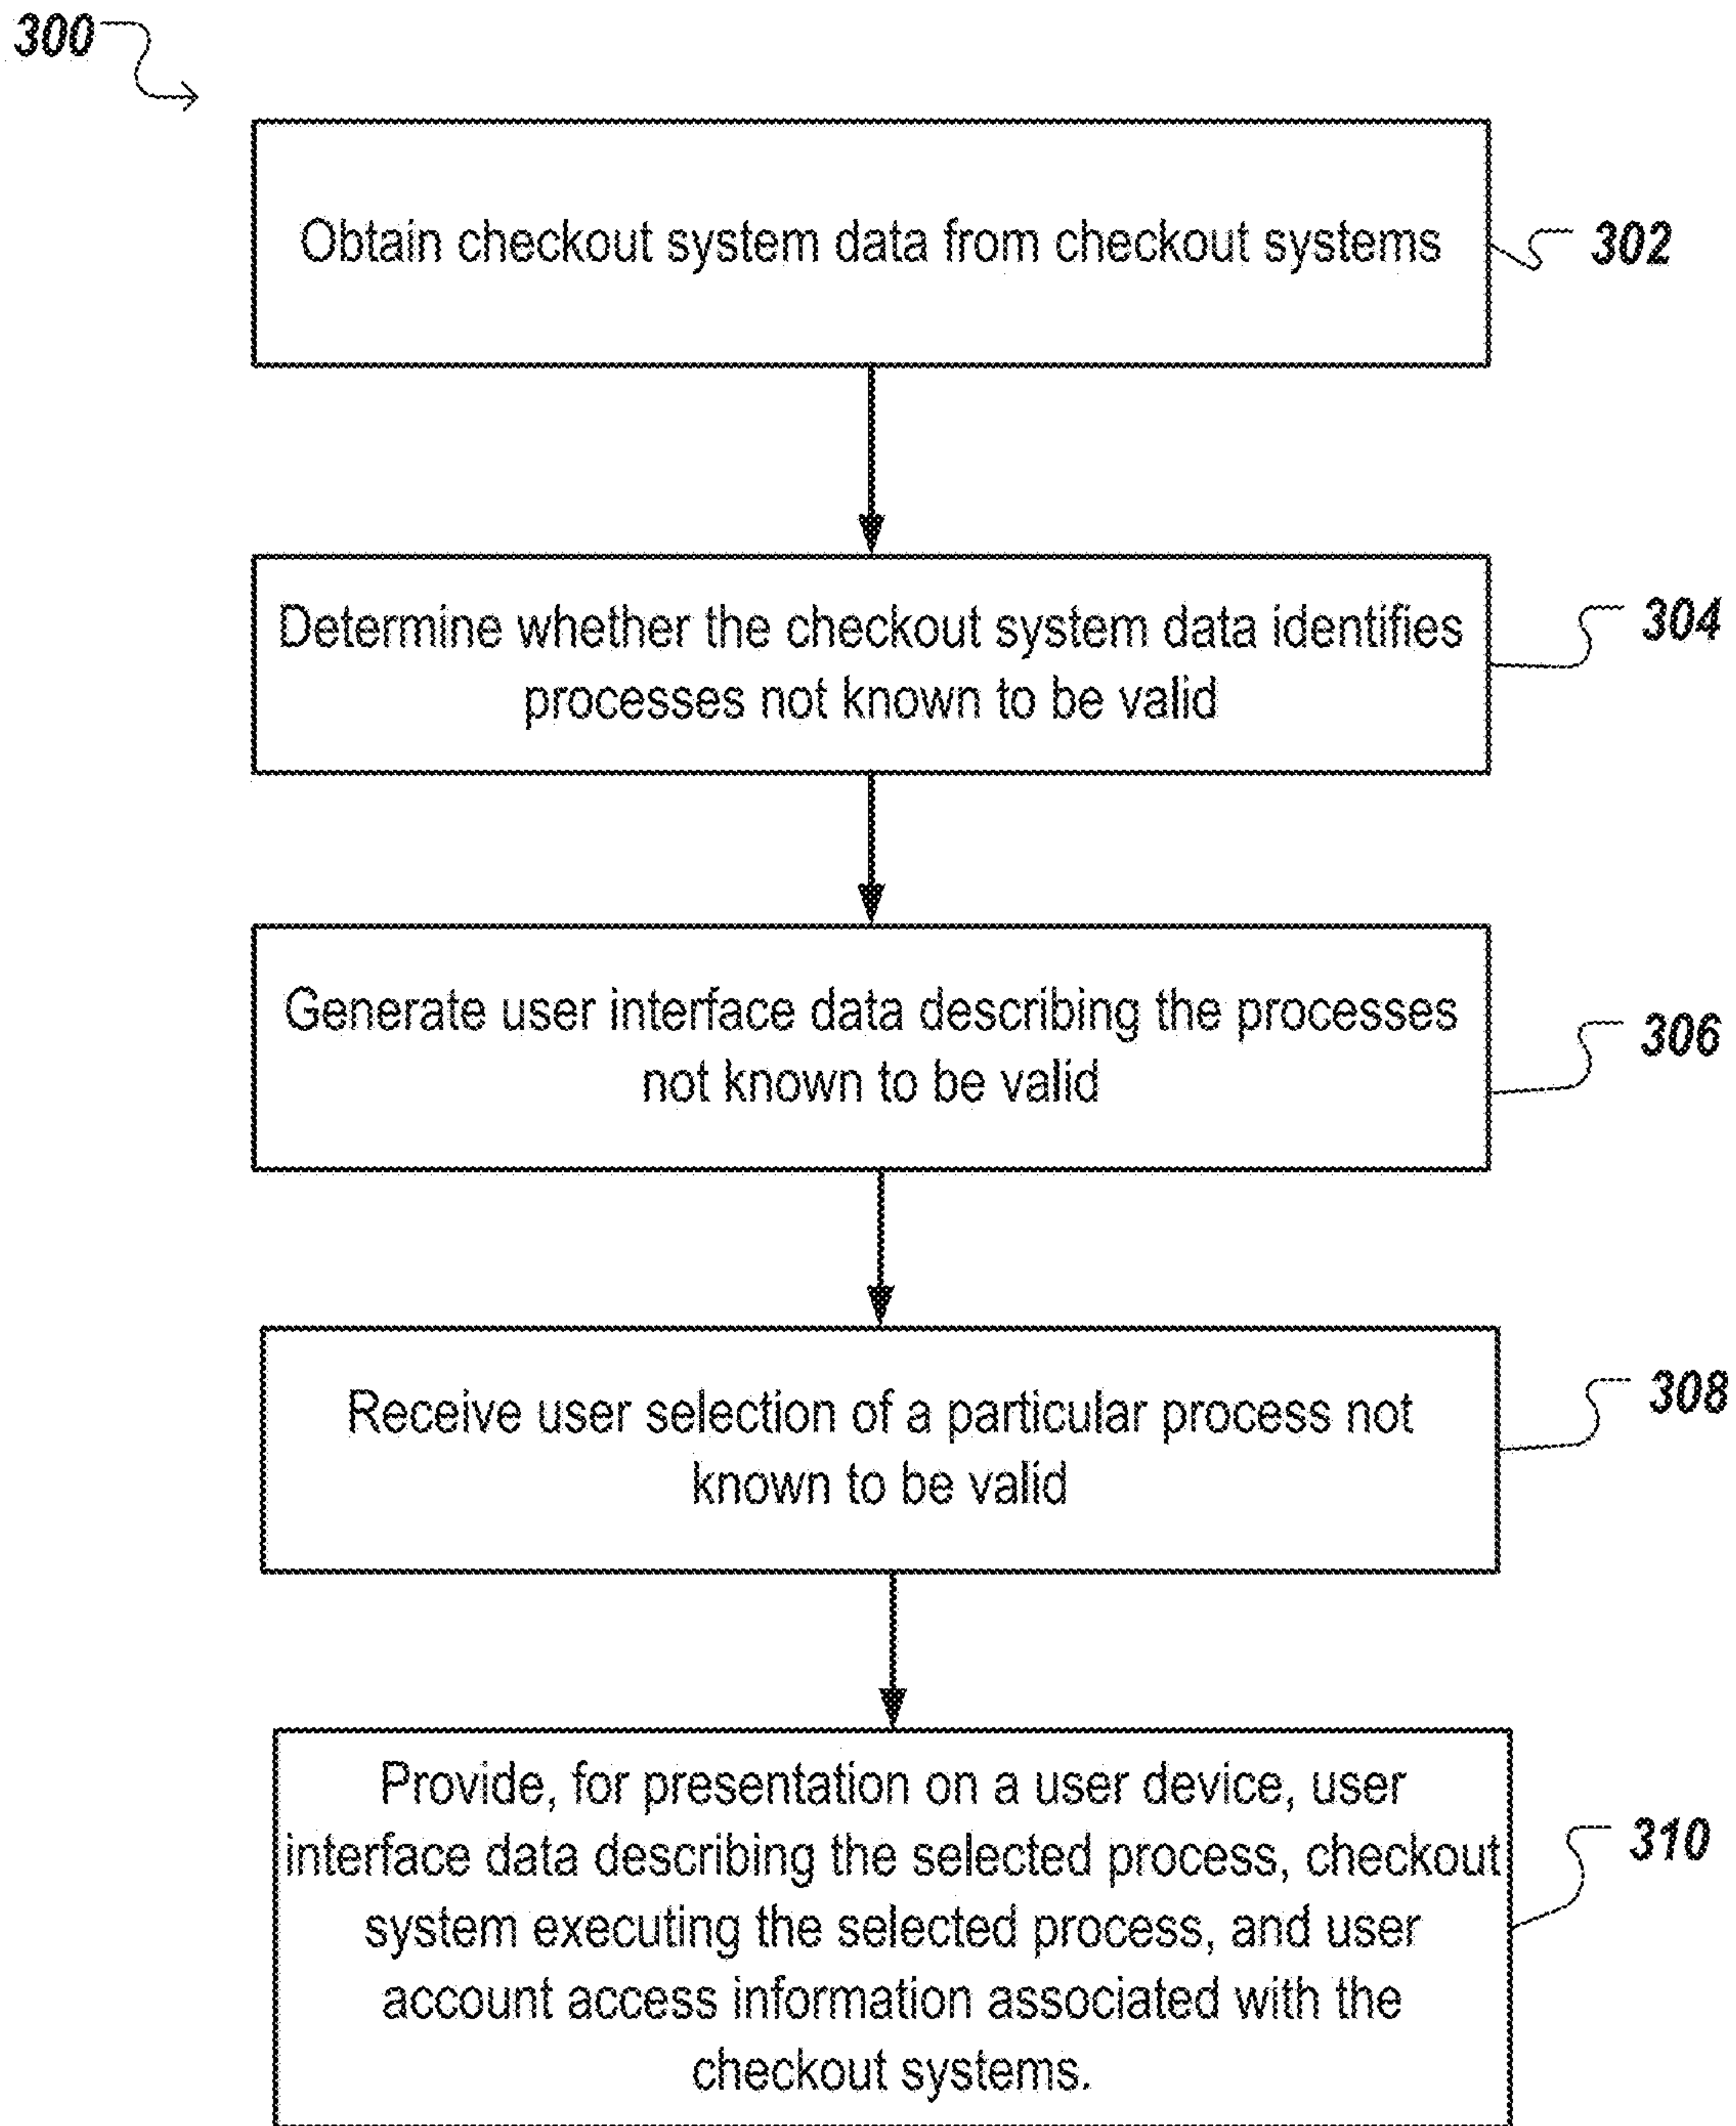 300
Obtain checkout system data from checkout systems
302
Determine whether the checkout system data identifies
processes not known to be valid
304
Generate user interface data describing the processes
not known to be valid
306
Receive user selection of a particular process not
known to be valid
308
Provide, for presentation on a user device, user
interface data describing the selected process, checkout
system executing the selected process, and user
account access information associated with the
checkout systems.
310